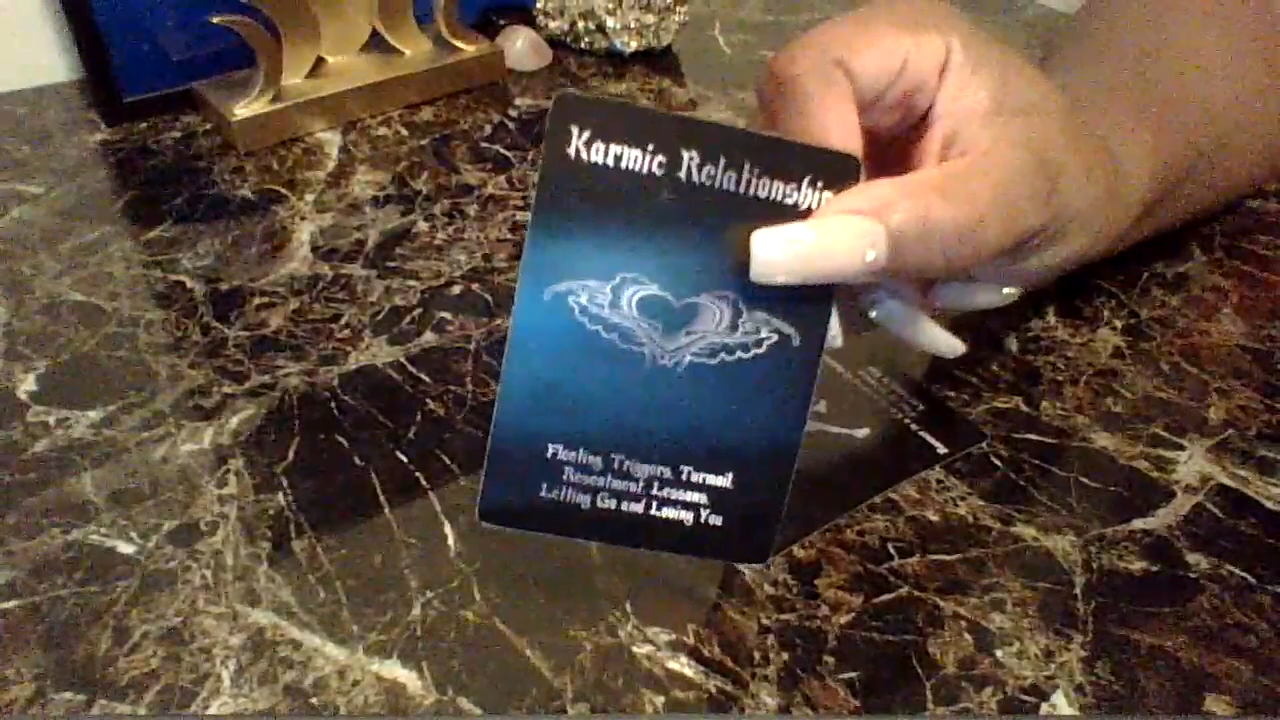 Karmic Relationship
Fleeting, Triggers, Turmoil,
Resentment, Lessons,
Letting Go and Loving You